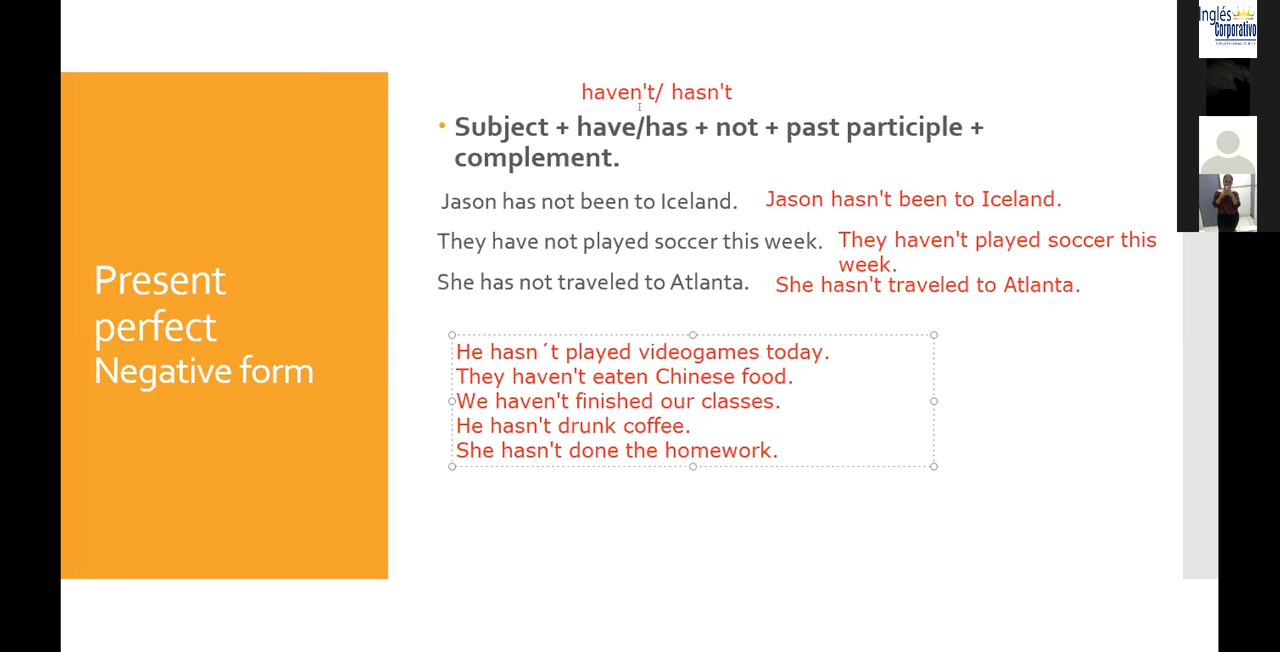 Inglés
Corporativo
haven't/ hasn't
• Subject + have/has + not + past participle +
complement.
Jason has not been to Iceland. Jason hasn't been to Iceland.
They have not played soccer this week. They haven't played soccer this
week.
She has not traveled to Atlanta. She hasn't traveled to Atlanta.
Present
perfect
Negative form
He hasn´t played videogames today.
They haven't eaten Chinese food.
We haven't finished our classes.
He hasn't drunk coffee.
She hasn't done the homework.